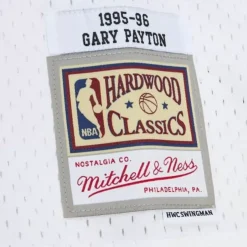 1995-96
GARY PAYTON
HARDWOOD
CLASSICS
NBA
NOSTALGIA CO.
Mitchell & Ness
PHILADELPHIA, PA.
HWCSWINGMAN